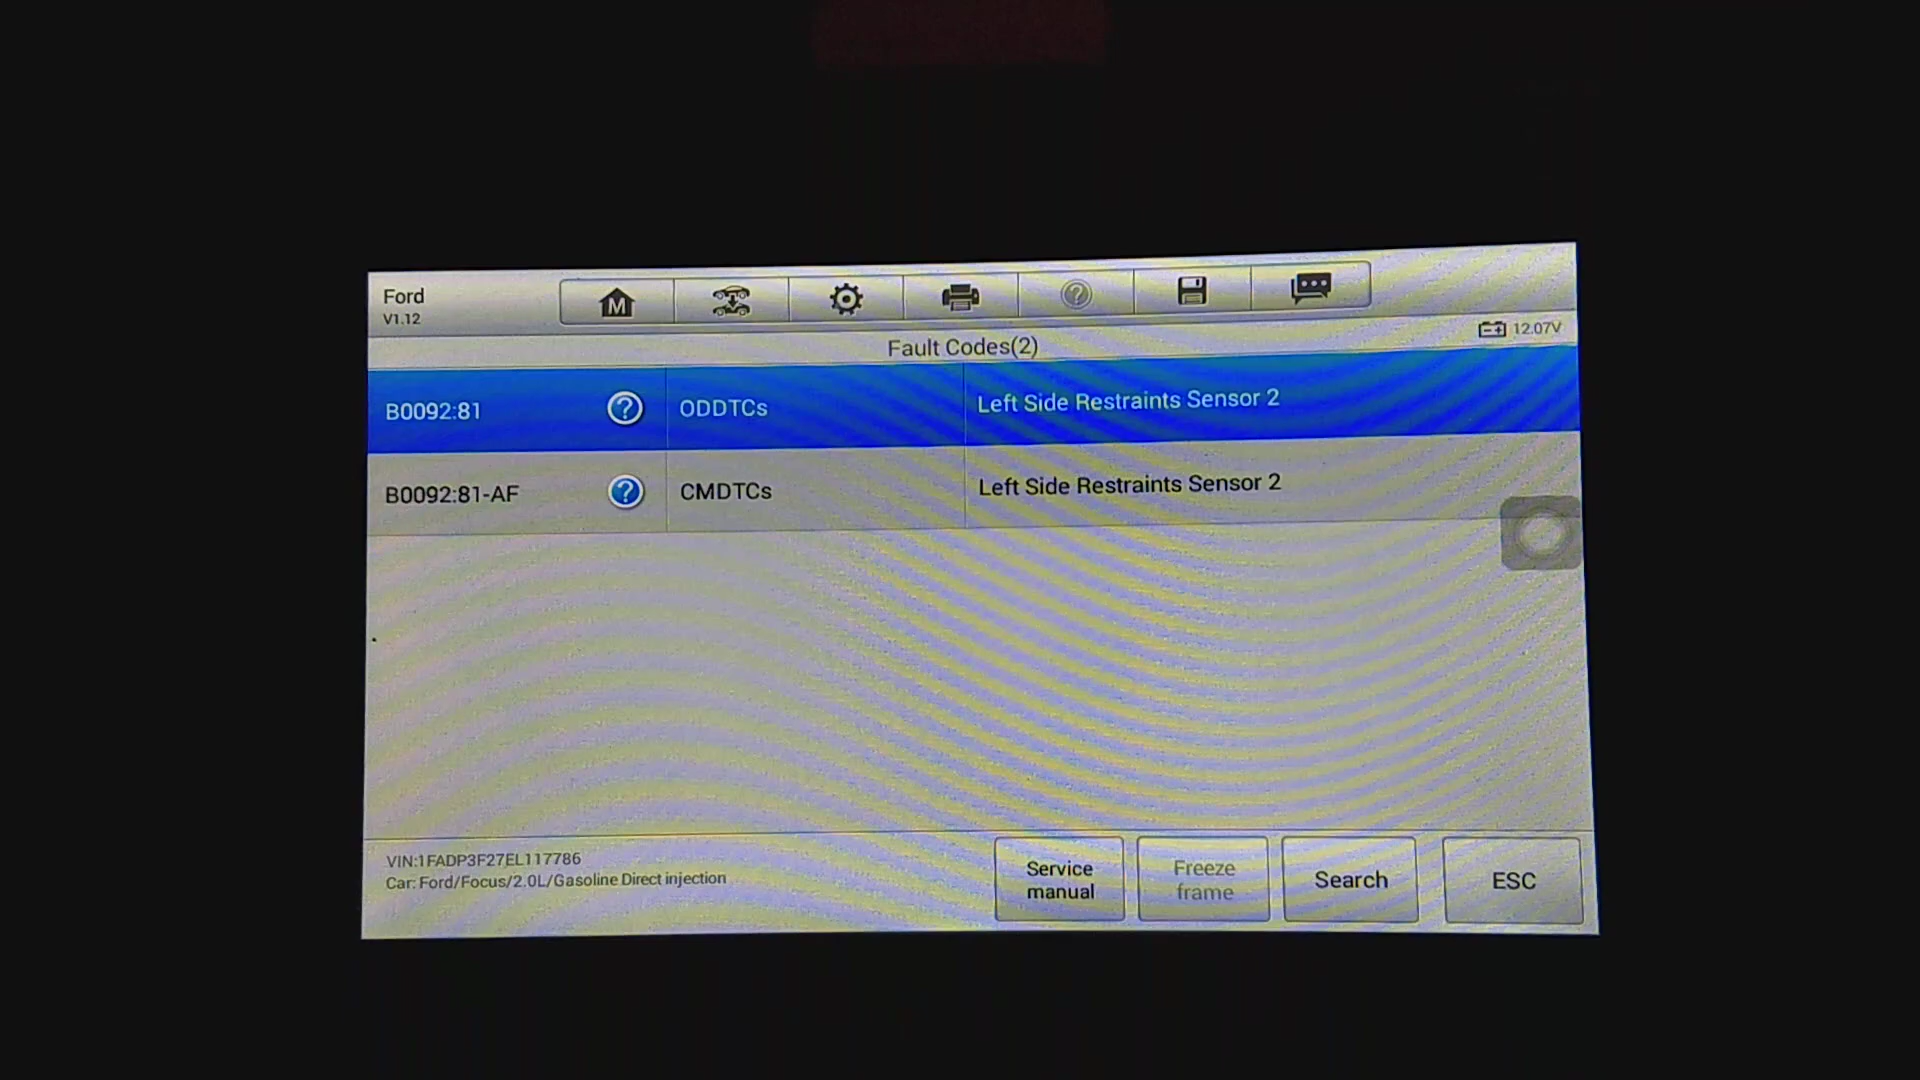 Ford
V1.12
M
12.07V
Fault Codes(2)
B0092:81 ? ODDTCs Left Side Restraints Sensor 2
B0092:81-AF ? CMDTCs Left Side Restraints Sensor 2
VIN:1FADP3F27EL117786
Car: Ford/Focus/2.0L/Gasoline Direct injection
Service
manual
Freeze
frame
Search
ESC